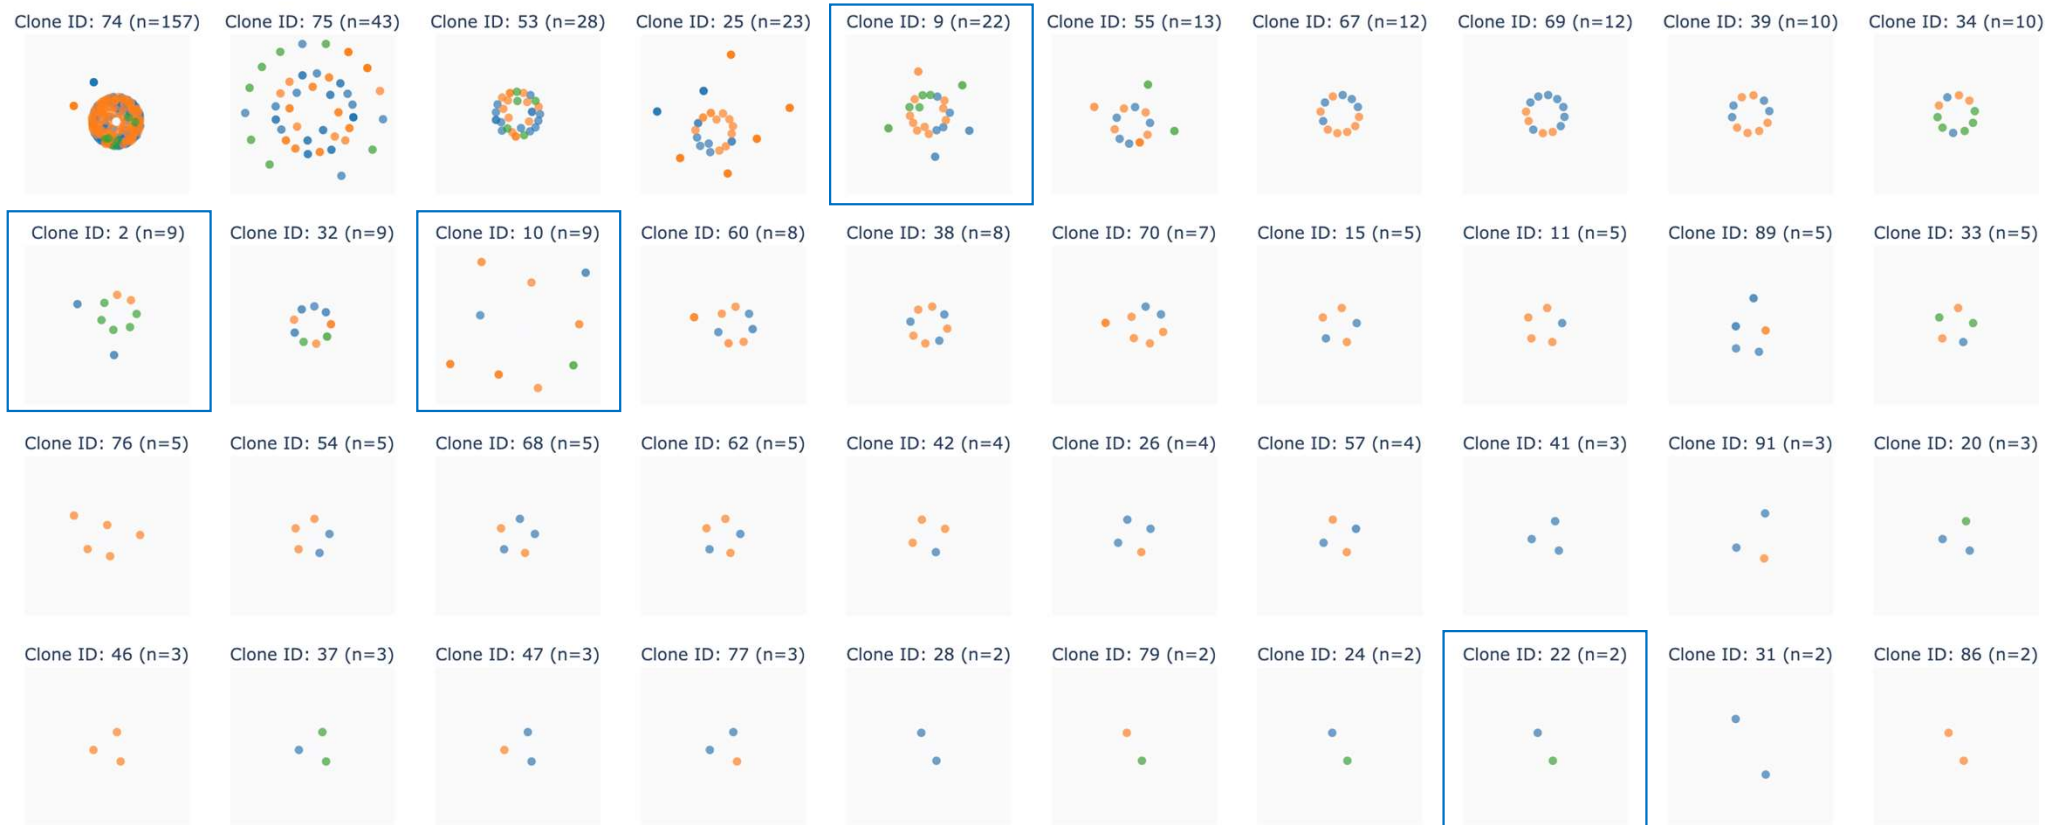 Clone ID: 74 (n=157) Clone ID: 75 (n=43) Clone ID: 53 (n=28) Clone ID: 25 (n=23) Clone ID: 9 (n=22) Clone ID: 55 (n=13) Clone ID: 67 (n=12) Clone ID: 69 (n=12) Clone ID: 39 (n=10) Clone ID: 34 (n=10)
Clone ID: 2 (n=9) Clone ID: 32 (n=9) Clone ID: 10 (n=9) Clone ID: 60 (n=8) Clone ID: 38 (n=8) Clone ID: 70 (n=7) Clone ID: 15 (n=5) Clone ID: 11 (n=5) Clone ID: 89 (n=5) Clone ID: 33 (n=5)
Clone ID: 76 (n=5) Clone ID: 54 (n=5) Clone ID: 68 (n=5) Clone ID: 62 (n=5) Clone ID: 42 (n=4) Clone ID: 26 (n=4) Clone ID: 57 (n=4) Clone ID: 41 (n=3) Clone ID: 91 (n=3) Clone ID: 20 (n=3)
Clone ID: 46 (n=3) Clone ID: 37 (n=3) Clone ID: 47 (n=3) Clone ID: 77 (n=3) Clone ID: 28 (n=2) Clone ID: 79 (n=2) Clone ID: 24 (n=2) Clone ID: 22 (n=2) Clone ID: 31 (n=2) Clone ID: 86 (n=2)